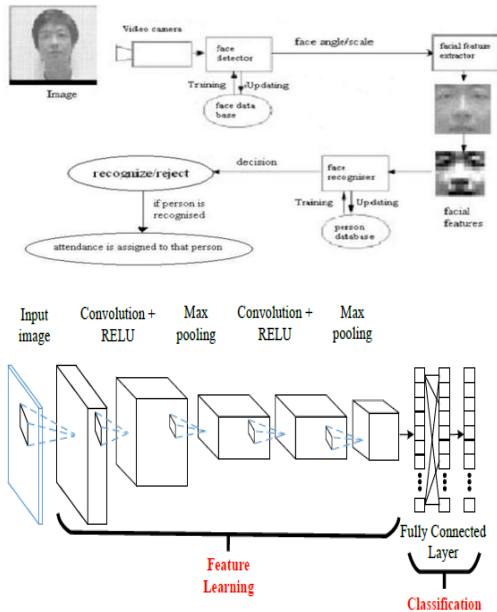 Video camera
face detector
face angle/scale
facial feature extractor
Image
Training
Updating
face data base
recognize/reject
decision
face recogniser
facial features
if person is recognised
Training
Updating
person database
attendance is assigned to that person
Input image
Convolution + RELU
Max pooling
Convolution + RELU
Max pooling
Feature Learning
Fully Connected Layer
Classification